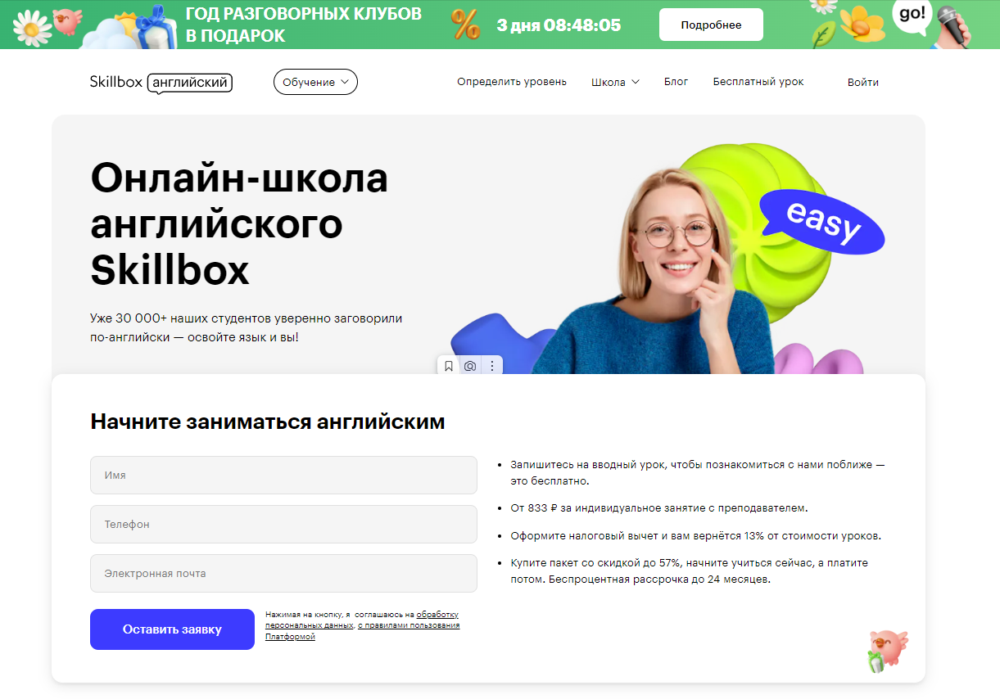 ГОД РАЗГОВОРНЫХ КЛУБОВ
В ПОДАРОК
3 дня 08:48:05
Подробнее
go!
Skillbox английский
Обучение
Определить уровень
Школа
Блог
Бесплатный урок
Войти
Онлайн-школа
английского
Skillbox
easy
Уже 30 000+ наших студентов уверенно заговорили
по-английски — освойте язык и вы!
Начните заниматься английским
Имя
Телефон
Электронная почта
Оставить заявку
Нажимая на кнопку, я соглашаюсь на обработку
персональных данных, с правилами пользования
Платформой
• Запишитесь на вводный урок, чтобы познакомиться с нами поближе —
это бесплатно.
• От 833 ₽ за индивидуальное занятие с преподавателем.
• Оформите налоговый вычет и вам вернётся 13% от стоимости уроков.
• Купите пакет со скидкой до 57%, начните учиться сейчас, а платите
потом. Беспроцентная рассрочка до 24 месяцев.